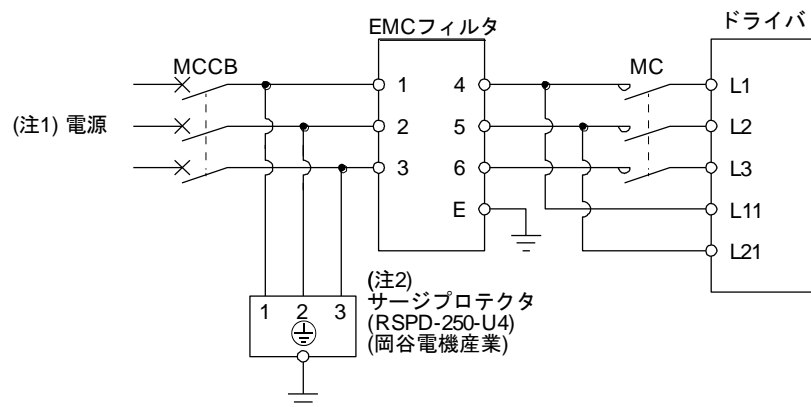 EMCフィルタ
ドライバ
MCCB
MC
(注1) 電源
1
2
3
4
5
6
E
L1
L2
L3
L11
L21
1 2 3
(注2)
サージプロテクタ
(RSPD-250-U4)
(岡谷電機産業)